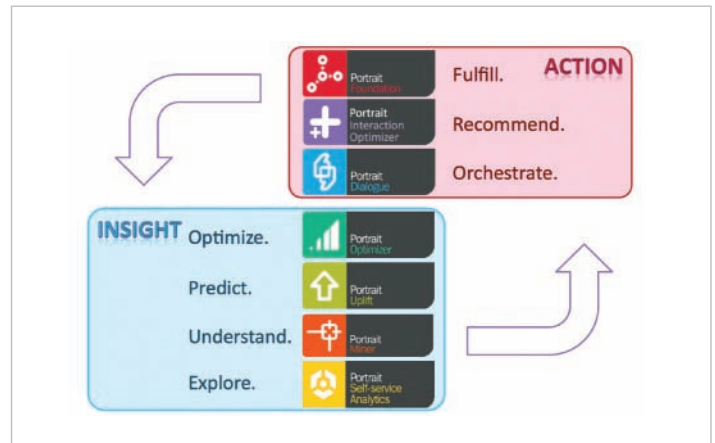 ACTION
Portrait
Foundation
Fulfill.
Portrait
Interaction
Optimizer
Recommend.
Portrait
Dialogue
Orchestrate.
INSIGHT
Optimize.
Portrait
Optimizer
Predict.
Portrait
Uplift
Understand.
Portrait
Miner
Explore.
Portrait
Self-service
Analytics